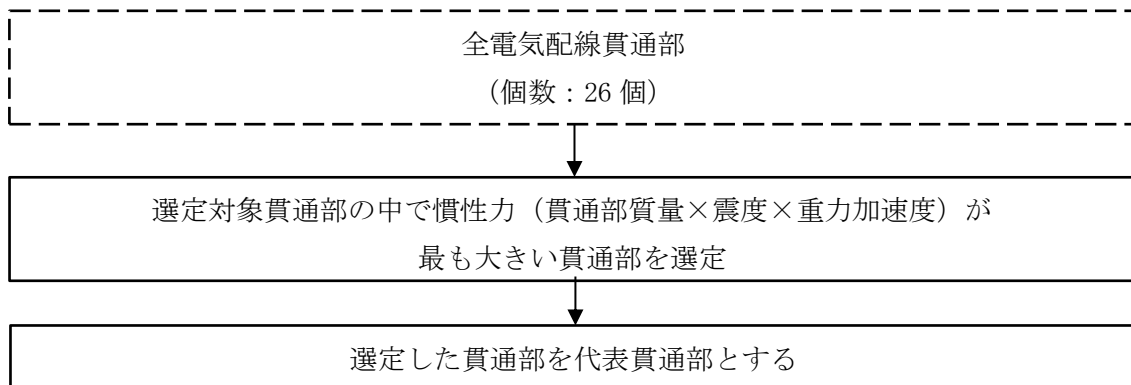 全電気配線貫通部
（個数：26 個）
選定対象貫通部の中で慣性力（貫通部質量×震度×重力加速度）が
最も大きい貫通部を選定
選定した貫通部を代表貫通部とする